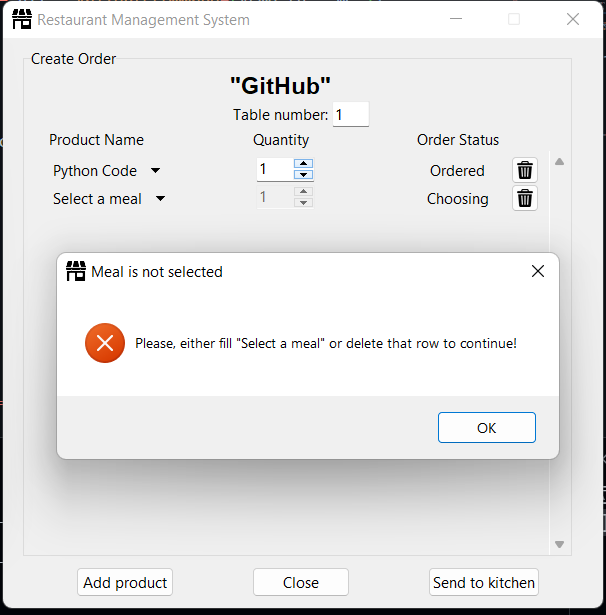 Restaurant Management System
Create Order
"GitHub"
Table number: 1
Product Name Quantity Order Status
Python Code 1 Ordered
Select a meal 1 Choosing
Meal is not selected
Please, either fill "Select a meal" or delete that row to continue!
OK
Add product Close Send to kitchen